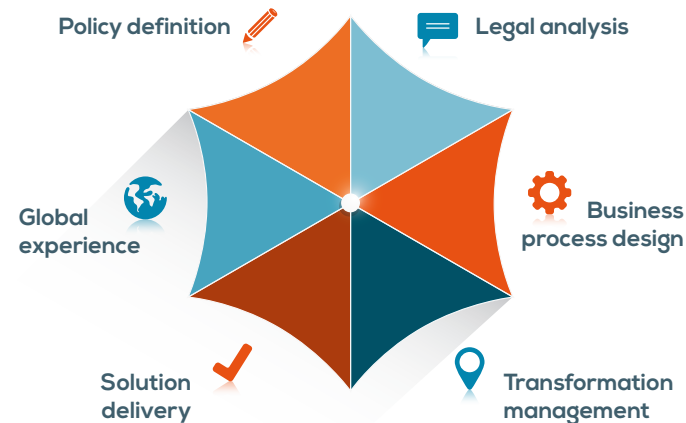 Policy definition
Legal analysis
Global
experience
Business
process design
Solution
delivery
Transformation
management